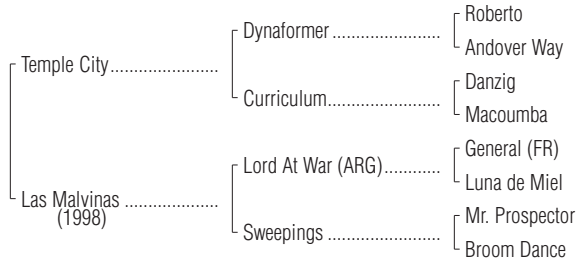 Temple City......................
Las Malvinas ...................
(1998)
Dynaformer ......................
Curriculum.......................
Lord At War (ARG)............
Sweepings ......................
Roberto
Andover Way
Danzig
Macoumba
General (FR)
Luna de Miel
Mr. Prospector
Broom Dance